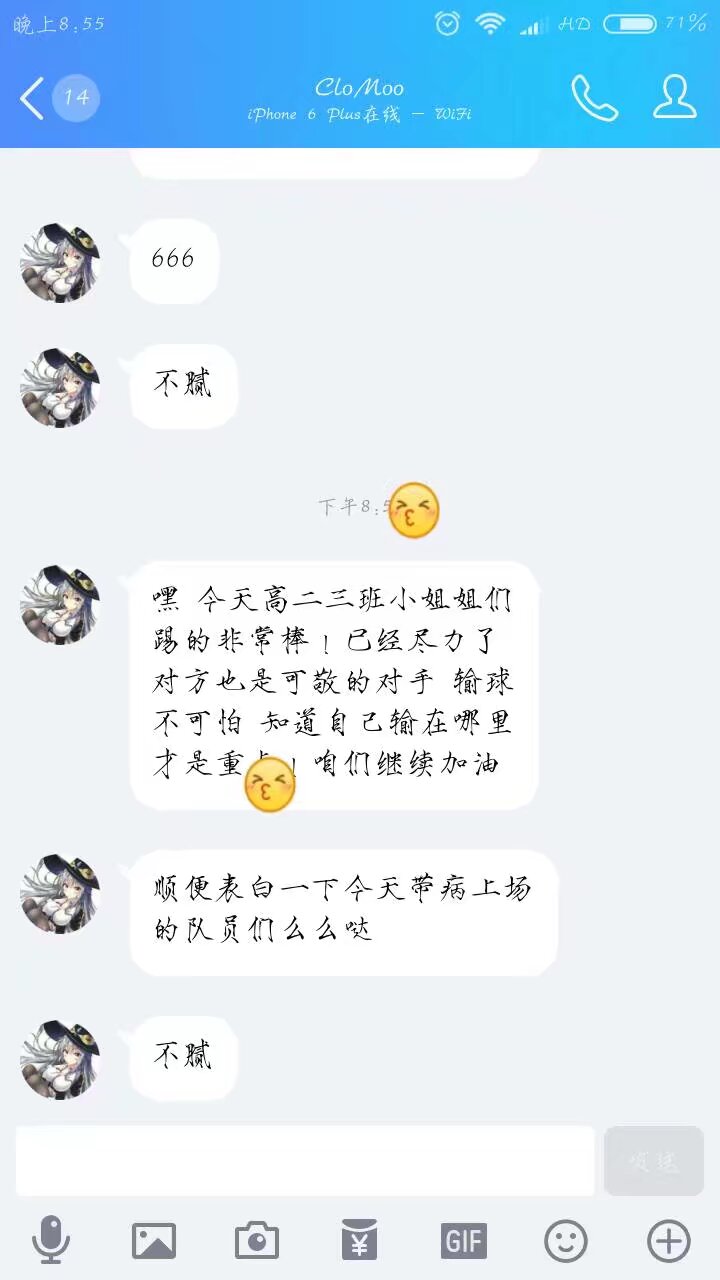 晚上8:55
HD
71%
14
CloMoo
iPhone 6 Plus在线 - WiFi
666
不腻
下午8:5
嘿 今天高二三班小姐姐们
踢的非常棒！已经尽力了
对方也是可敬的对手 输球
不可怕 知道自己输在哪里
才是重点！咱们继续加油
顺便表白一下今天带病上场
的队员们么么哒
不腻
发送
GIF